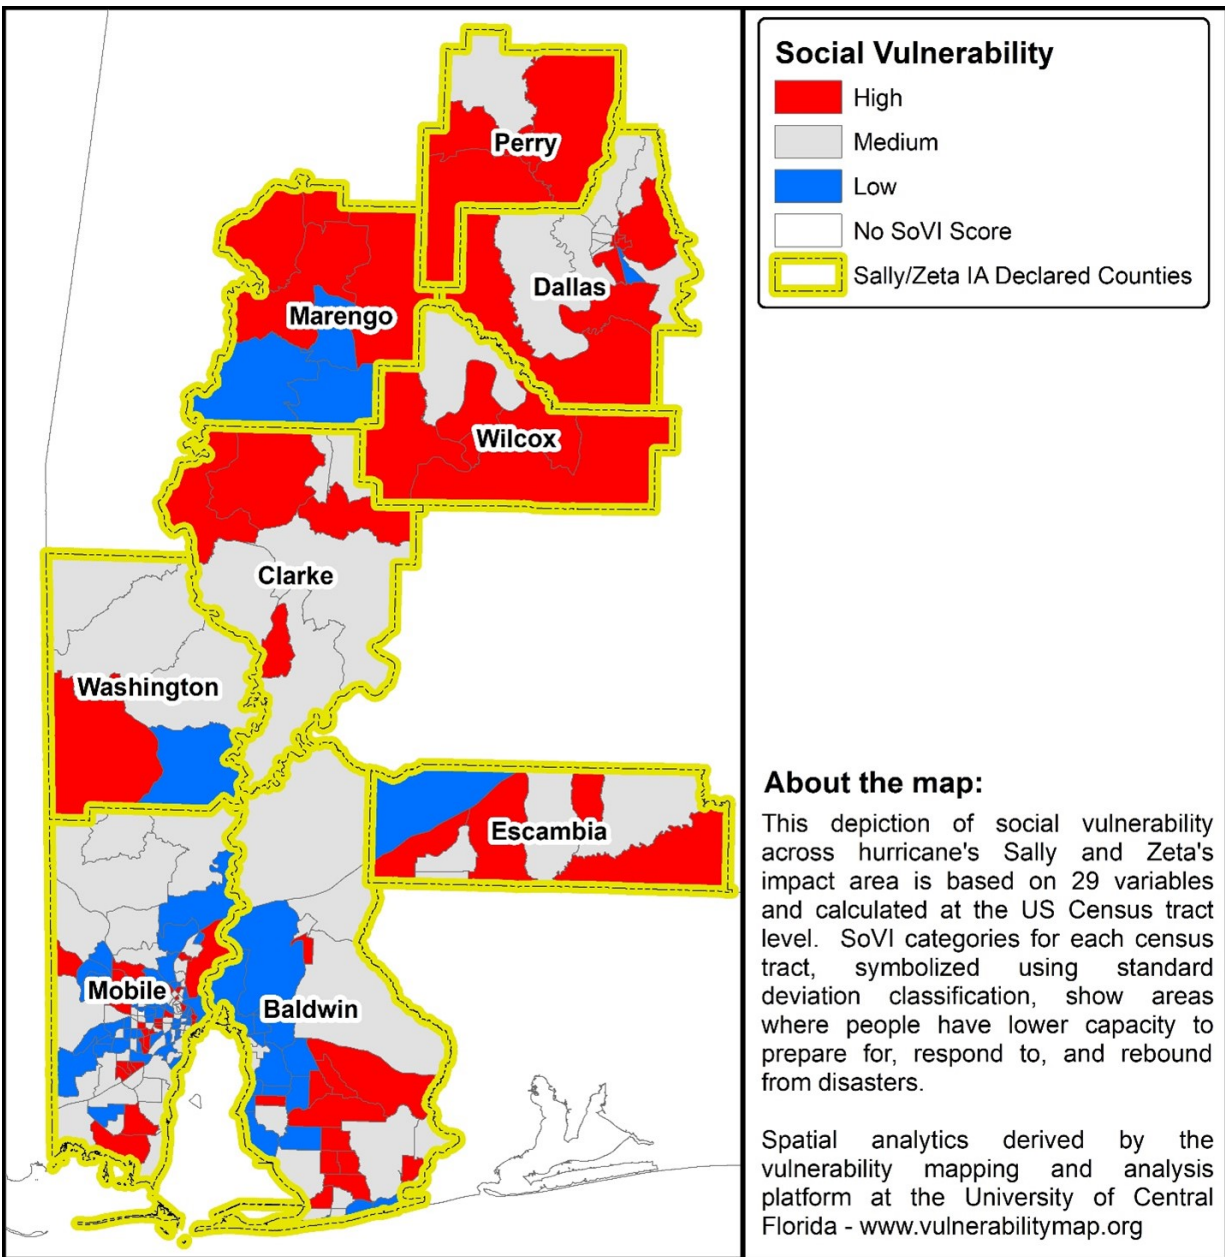 Social Vulnerability
High
Medium
Low
No SoVI Score
Sally/Zeta IA Declared Counties
Perry
Dallas
Marengo
Wilcox
Clarke
Washington
Escambia
Mobile
Baldwin
About the map:
This depiction of social vulnerability
across hurricane's Sally and Zeta's
impact area is based on 29 variables
and calculated at the US Census tract
level. SoVI categories for each census
tract, symbolized using standard
deviation classification, show areas
where people have lower capacity to
prepare for, respond to, and rebound
from disasters.
Spatial analytics derived by the
vulnerability mapping and analysis
platform at the University of Central
Florida - www.vulnerabilitymap.org